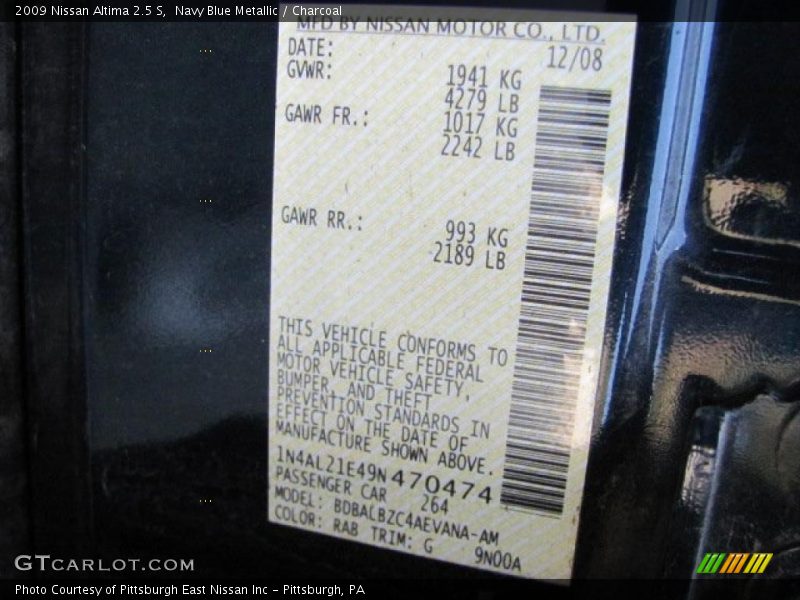 2009 Nissan Altima 2.5 S, Navy Blue Metallic / Charcoal
MFD BY NISSAN MOTOR CO., LTD.
DATE: 12/08
GVWR: 1941 KG
4279 LB
GAWR FR.: 1017 KG
2242 LB
GAWR RR.: 993 KG
2189 LB
THIS VEHICLE CONFORMS TO
ALL APPLICABLE FEDERAL
MOTOR VEHICLE SAFETY,
BUMPER, AND THEFT
PREVENTION STANDARDS IN
EFFECT ON THE DATE OF
MANUFACTURE SHOWN ABOVE.
1N4AL21E49N470474
PASSENGER CAR 264
MODEL: BDBALBZC4AEVANA-AM
COLOR: RAB TRIM: G 9N00A
GTCARLOT.COM
Photo Courtesy of Pittsburgh East Nissan Inc - Pittsburgh, PA